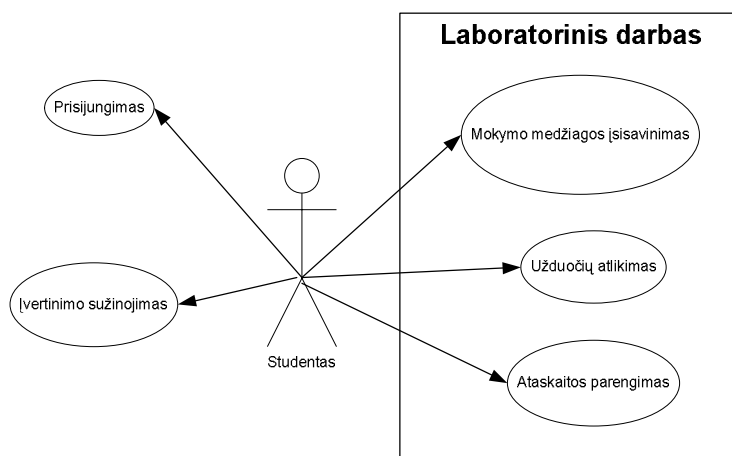 Laboratorinis darbas
Prisijungimas
Mokymo medžiagos įsisavinimas
Užduočių atlikimas
Įvertinimo sužinojimas
Studentas
Ataskaitos parengimas